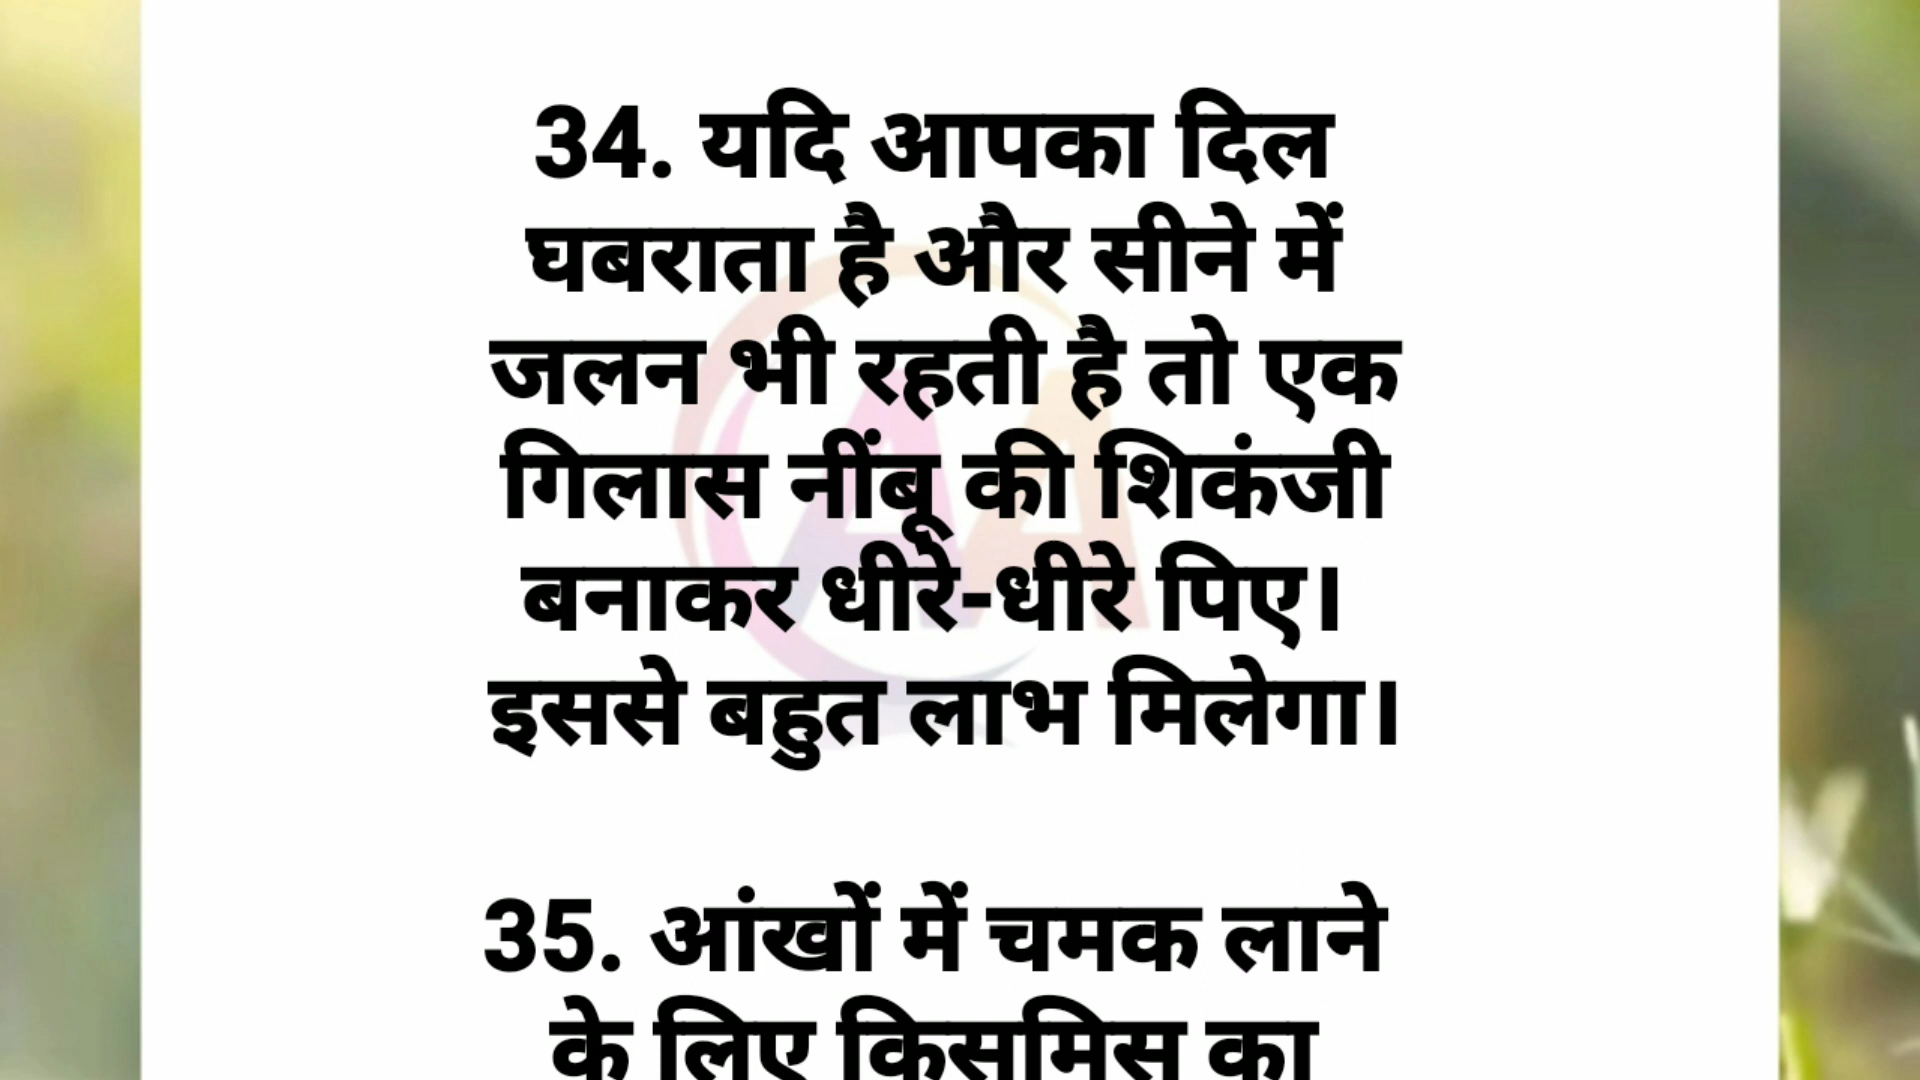 34. यदि आपका दिल
घबराता है और सीने में
जलन भी रहती है तो एक
गिलास नींबू की शिकंजी
बनाकर धीरे-धीरे पिए।
इससे बहुत लाभ मिलेगा।
35. आंखों में चमक लाने
के लिए किसमिस का